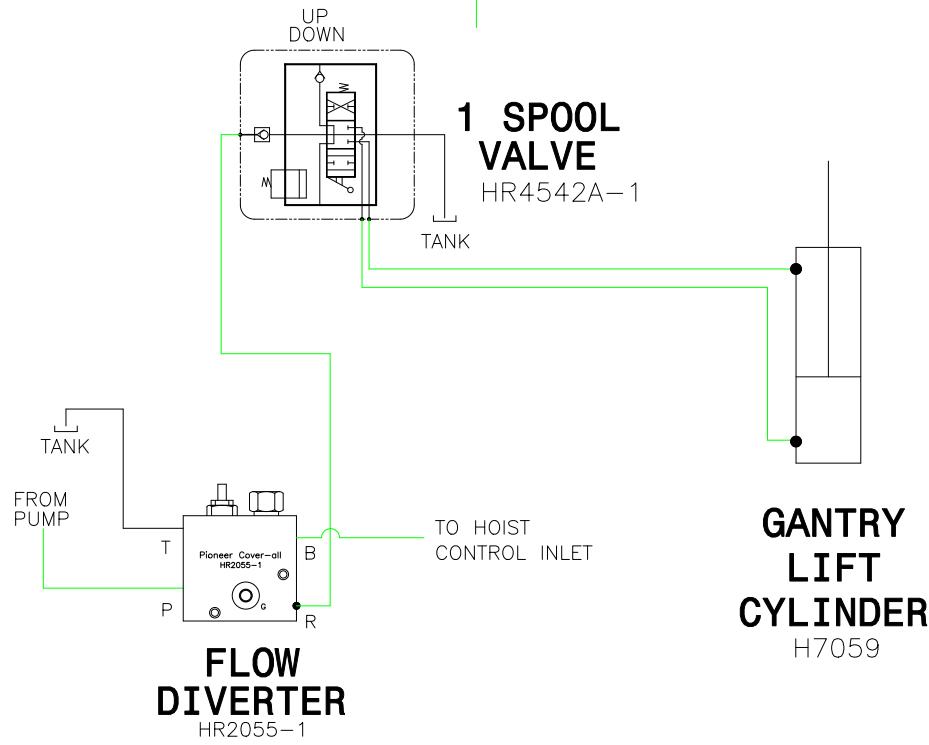 UP
DOWN
1 SPOOL
VALVE
HR4542A-1
TANK
TANK
FROM
PUMP
T
P
Pioneer Cover-all
HR2055-1
G
B
R
TO HOIST
CONTROL INLET
FLOW
DIVERTER
HR2055-1
GANTRY
LIFT
CYLINDER
H7059